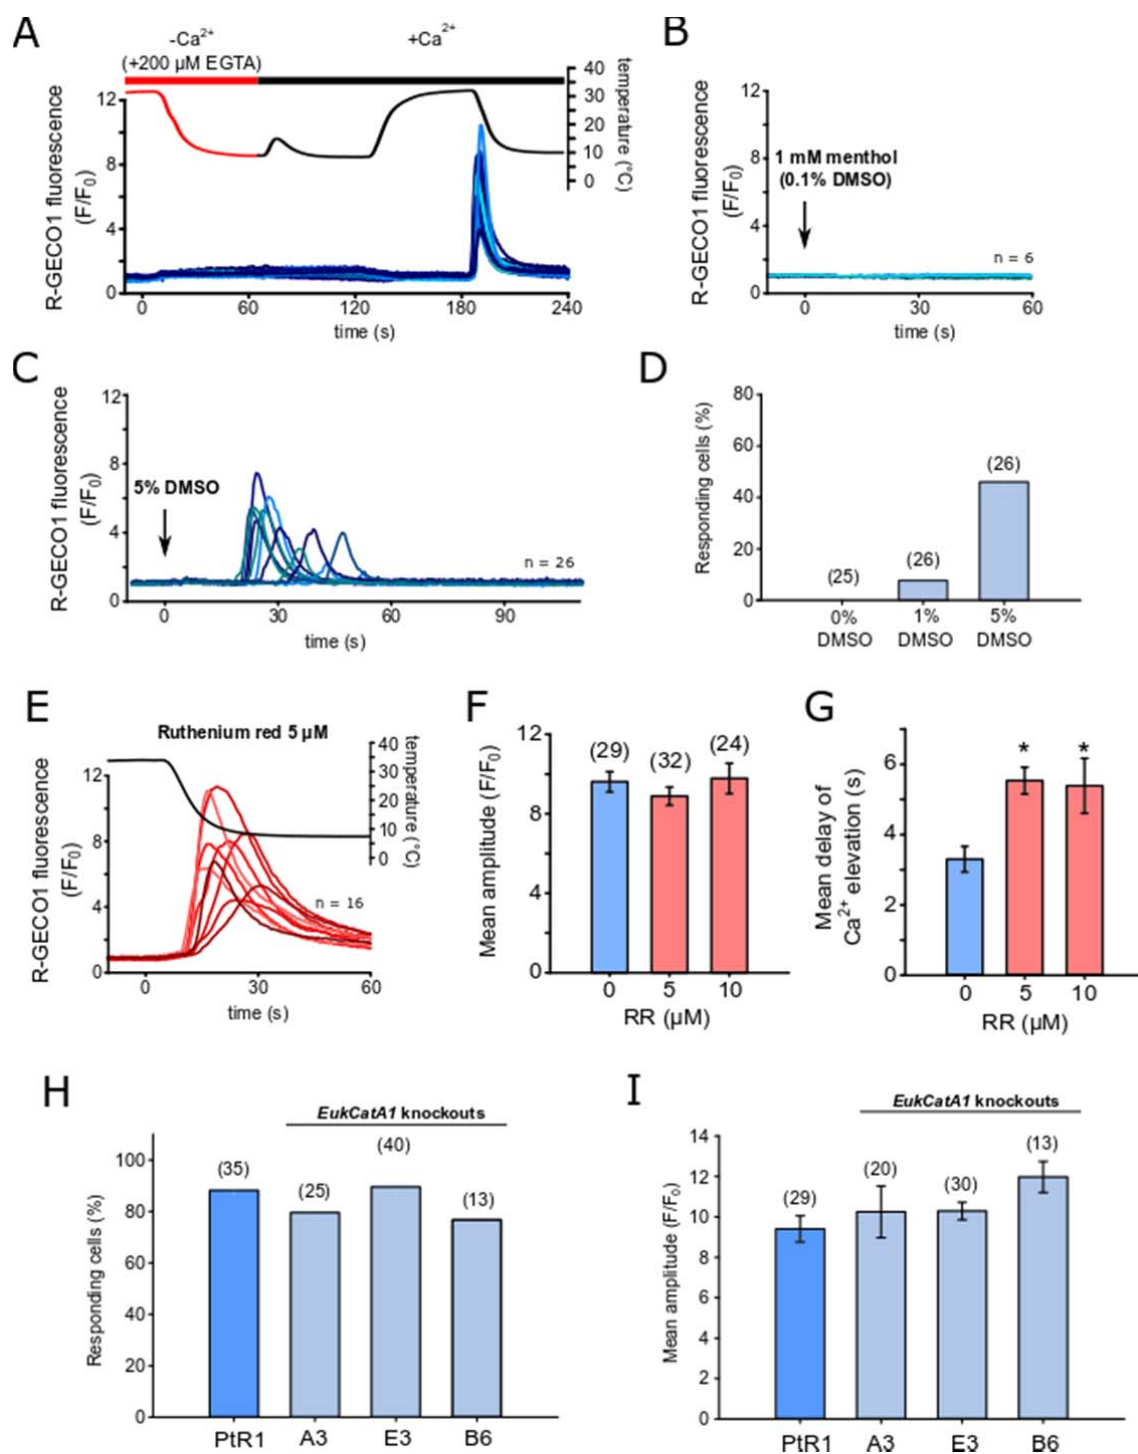 A
-Ca²⁺
(+200 µM EGTA)
+Ca²⁺
R-GECO1 fluorescence
(F/F₀)
12
8
4
0
0
60
120
180
240
time (s)
40
30
20
10
0
temperature (°C)
B
R-GECO1 fluorescence
(F/F₀)
12
8
4
0
1 mM menthol
(0.1% DMSO)
n = 6
0
30
60
time (s)
C
R-GECO1 fluorescence
(F/F₀)
12
8
4
0
5% DMSO
n = 26
0
30
60
90
time (s)
D
Responding cells (%)
80
60
40
20
0
(25)
(26)
(26)
0%
DMSO
1%
DMSO
5%
DMSO
E
Ruthenium red 5 µM
R-GECO1 fluorescence
(F/F₀)
12
8
4
0
40
30
20
10
0
temperature (°C)
n = 16
0
30
60
time (s)
F
Mean amplitude (F/F₀)
12
8
4
0
(29)
(32)
(24)
0
5
10
RR (µM)
G
Mean delay of
Ca²⁺ elevation (s)
6
4
2
0
*
*
0
5
10
RR (µM)
H
EukCatA1 knockouts
Responding cells (%)
100
80
60
40
20
0
(35)
(25)
(40)
(13)
PtR1
A3
E3
B6
I
EukCatA1 knockouts
Mean amplitude (F/F₀)
14
12
10
8
6
4
2
0
(29)
(20)
(30)
(13)
PtR1
A3
E3
B6